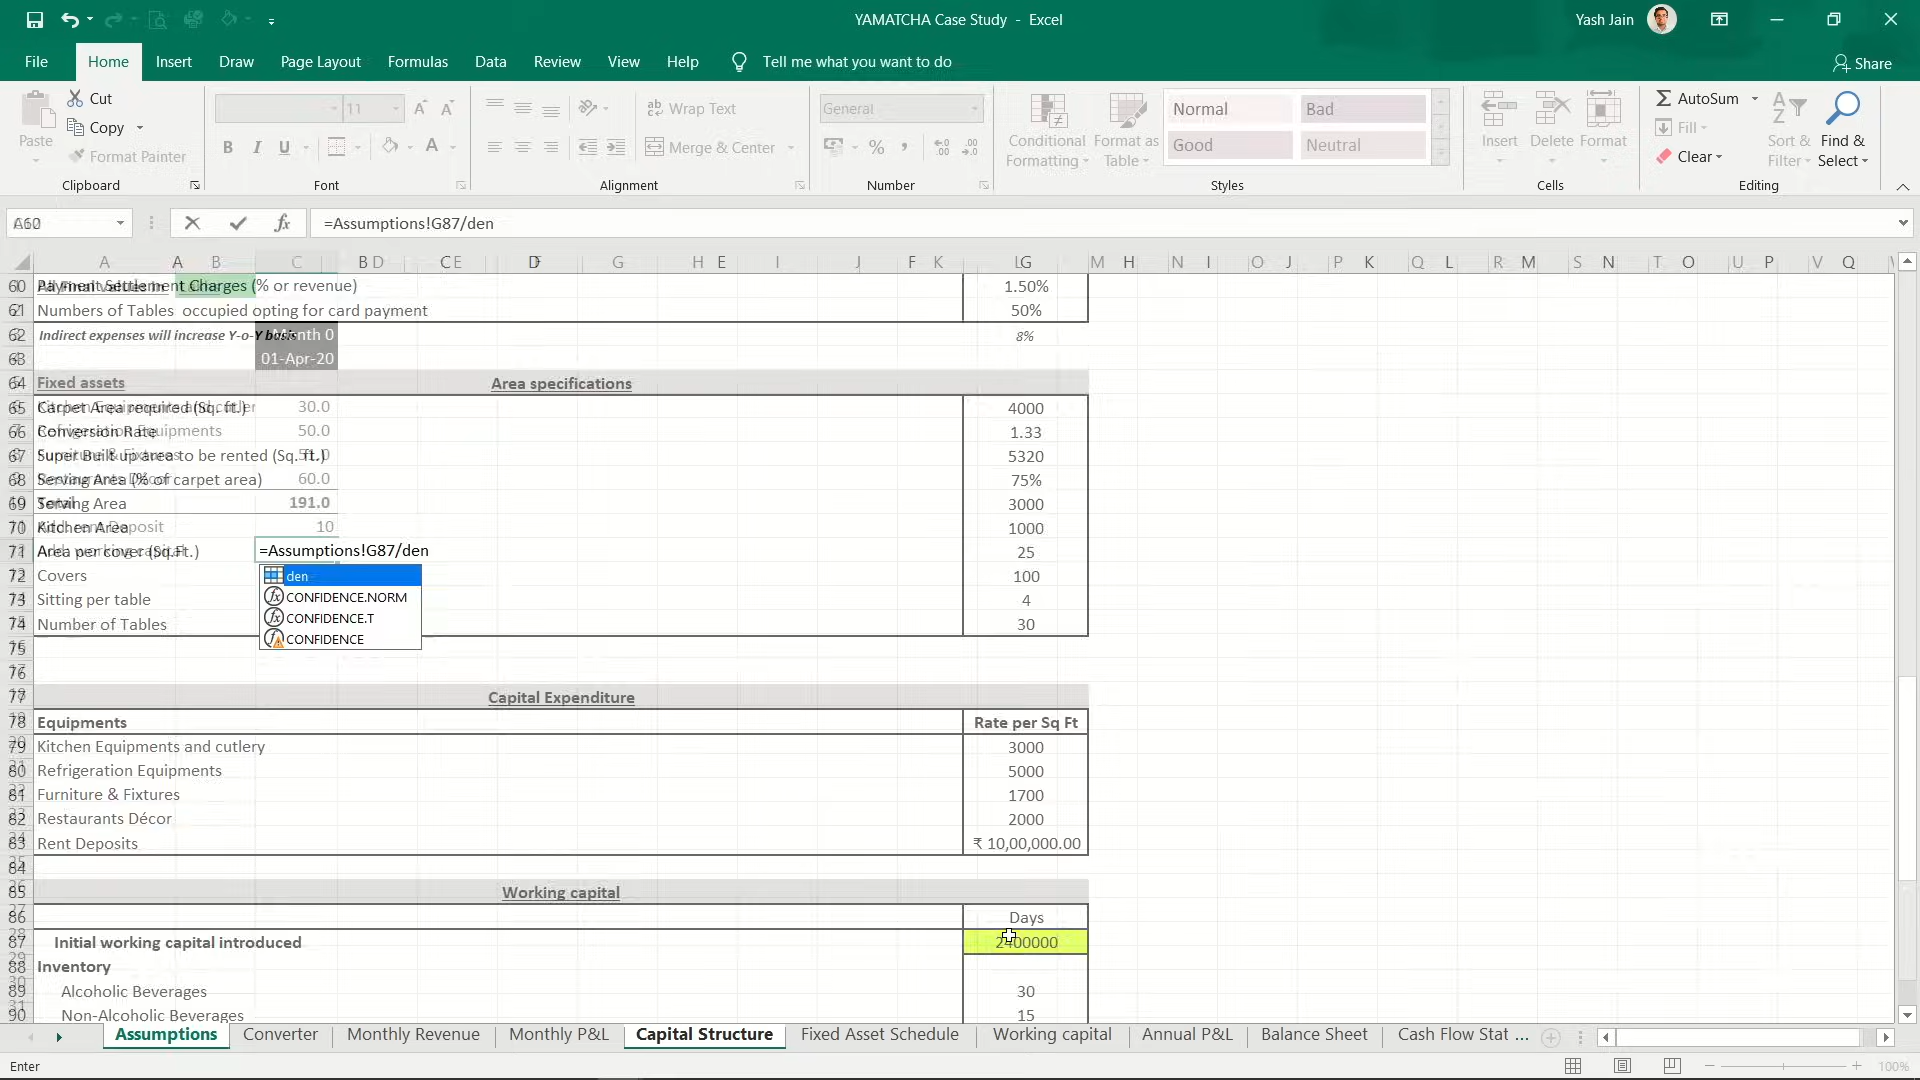 YAMATCHA Case Study - Excel
Yash Jain
File Home Insert Draw Page Layout Formulas Data Review View Help Tell me what you want to do
Share
Paste
Cut
Copy
Format Painter
Clipboard
11
B I U
Font
Wrap Text
Merge & Center
Alignment
General
Number
Conditional Formatting
Format as Table
Normal Bad
Good Neutral
Styles
Insert Delete Format
Cells
AutoSum
Fill
Clear
Sort & Filter
Find & Select
Editing
=Assumptions!G87/den
Payment Settlement Charges (% or revenue) 1.50%
61 Numbers of Tables occupied opting for card payment 50%
62 Indirect expenses will increase Y-o-Y basis Month 0 8%
63 01-Apr-20
64 Fixed assets Area specifications
65 Carpet Area required (Sq. ft.) 30.0 4000
66 Conversion Rate 50.0 1.33
67 Super Built up area to be rented (Sq. ft.) 5320
68 Serving Area (% of carpet area) 60.0 75%
69 Serving Area 191.0 3000
70 Kitchen Area 10 1000
71 Area per cover (Sq.Ft.) =Assumptions!G87/den 25
72 Covers 100
73 Sitting per table 4
74 Number of Tables 30
den
CONFIDENCE.NORM
CONFIDENCE.T
CONFIDENCE
75
76
77 Capital Expenditure
78 Equipments Rate per Sq Ft
79 Kitchen Equipments and cutlery 3000
80 Refrigeration Equipments 5000
81 Furniture & Fixtures 1700
82 Restaurants Décor 2000
83 Rent Deposits ₹ 10,00,000.00
84
85 Working capital
86 Days
87 Initial working capital introduced 2400000
88 Inventory
89 Alcoholic Beverages 30
90 Non-Alcoholic Beverages 15
Assumptions Converter Monthly Revenue Monthly P&L Capital Structure Fixed Asset Schedule Working capital Annual P&L Balance Sheet Cash Flow Stat ...
Enter
100%